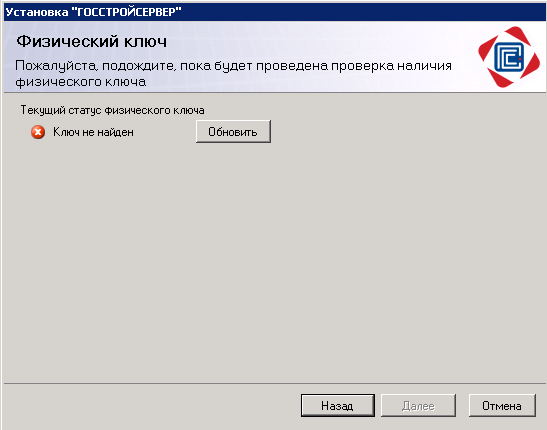 Установка "ГОССТРОЙСЕРВЕР"
Физический ключ
Пожалуйста, подождите, пока будет проведена проверка наличия
физического ключа
Текущий статус физического ключа
Ключ не найден
Обновить
Назад
Далее
Отмена